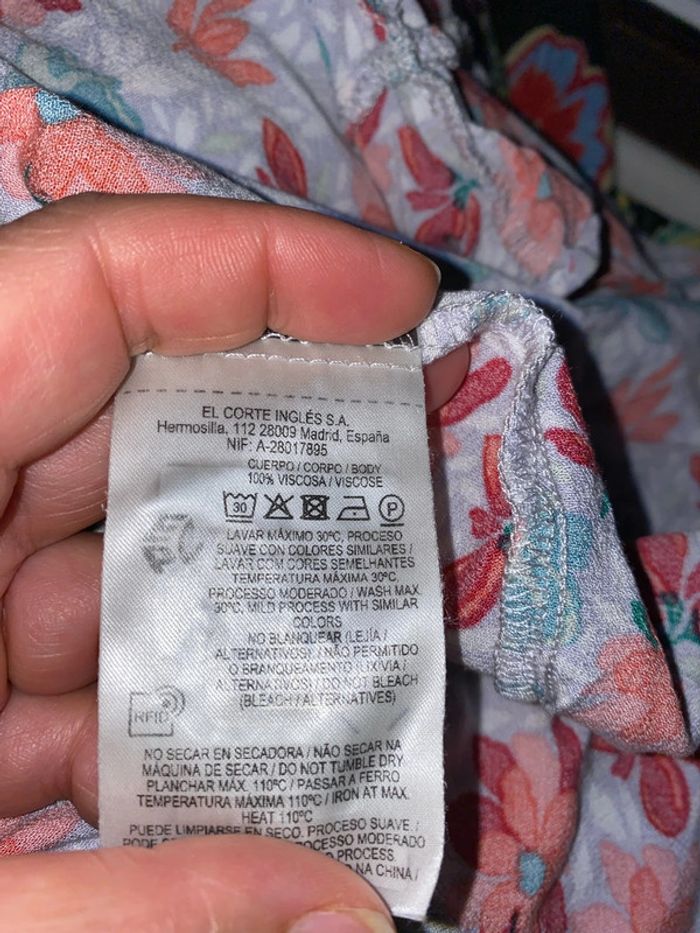 EL CORTE INGLÉS S.A.
Hermosilla, 112 28009 Madrid, España
NIF: A-28017895
CUERPO / CORPO / BODY
100% VISCOSA / VISCOSE
30 P
LAVAR MÁXIMO 30ºC, PROCESO
SUAVE CON COLORES SIMILARES /
LAVAR COM CORES SEMELHANTES
TEMPERATURA MÁXIMA 30ºC,
PROCESSO MODERADO / WASH MAX.
30ºC, MILD PROCESS WITH SIMILAR
COLORS
NO BLANQUEAR (LEJÍA /
ALTERNATIVOS) / NÃO PERMITIDO
O BRANQUEAMENTO (LIXIVIA /
ALTERNATIVOS) / DO NOT BLEACH
(BLEACH / ALTERNATIVES)
RFID
NO SECAR EN SECADORA / NÃO SECAR NA
MÁQUINA DE SECAR / DO NOT TUMBLE DRY
PLANCHAR MÁX. 110ºC / PASSAR A FERRO
TEMPERATURA MÁXIMA 110ºC / IRON AT MAX.
HEAT 110ºC
PUEDE LIMPIARSE EN SECO. PROCESO SUAVE. /
MODERADO
PROCESS
NA CHINA /